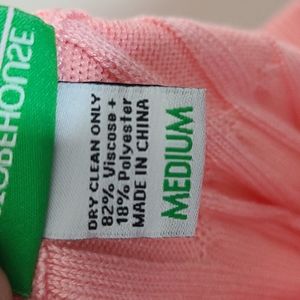 DRY CLEAN ONLY
82% Viscose +
18% Polyester
MADE IN CHINA
MEDIUM